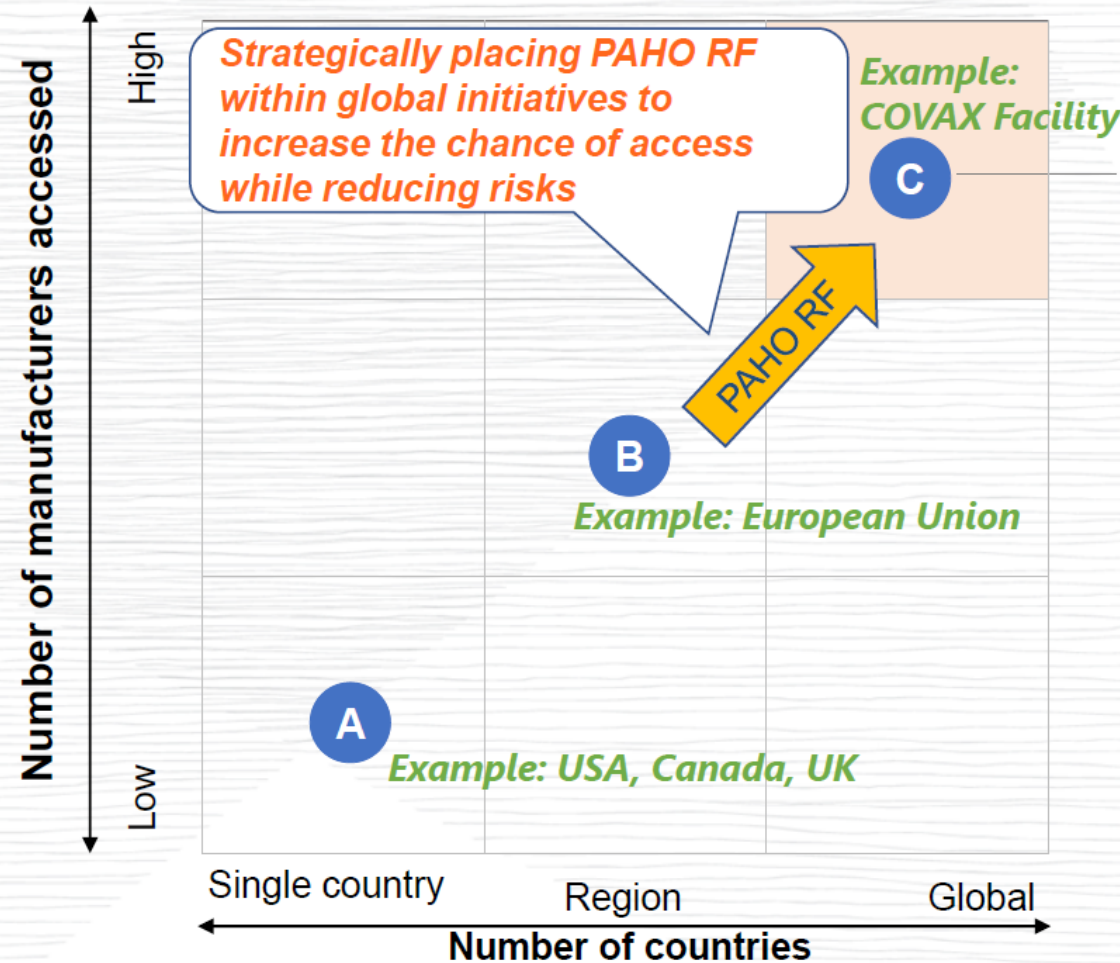 Number of manufacturers accessed
High
Low
Strategically placing PAHO RF
within global initiatives to
increase the chance of access
while reducing risks
Example:
COVAX Facility
C
PAHO RF
B
Example: European Union
A
Example: USA, Canada, UK
Single country
Region
Global
Number of countries